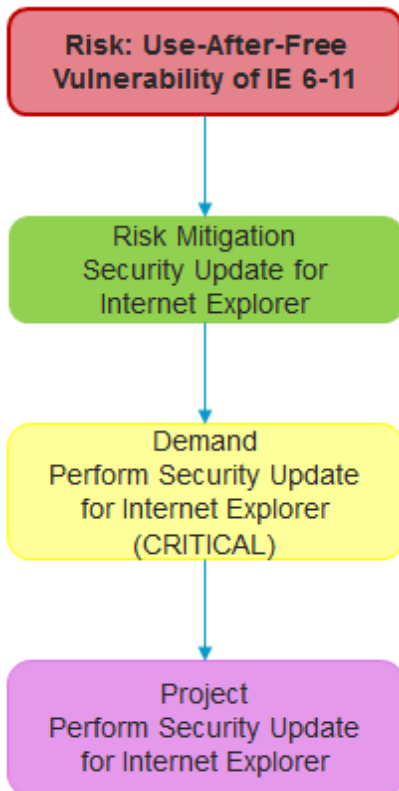 Risk: Use-After-Free
Vulnerability of IE 6-11
Risk Mitigation
Security Update for
Internet Explorer
Demand
Perform Security Update
for Internet Explorer
(CRITICAL)
Project
Perform Security Update
for Internet Explorer